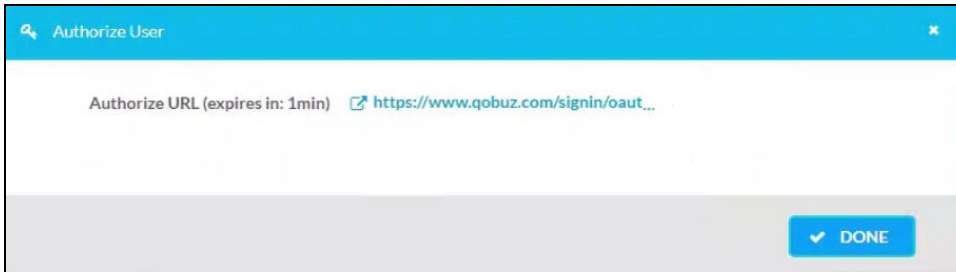 Authorize User
Authorize URL (expires in: 1min) https://www.qobuz.com/signin/oaut...
DONE